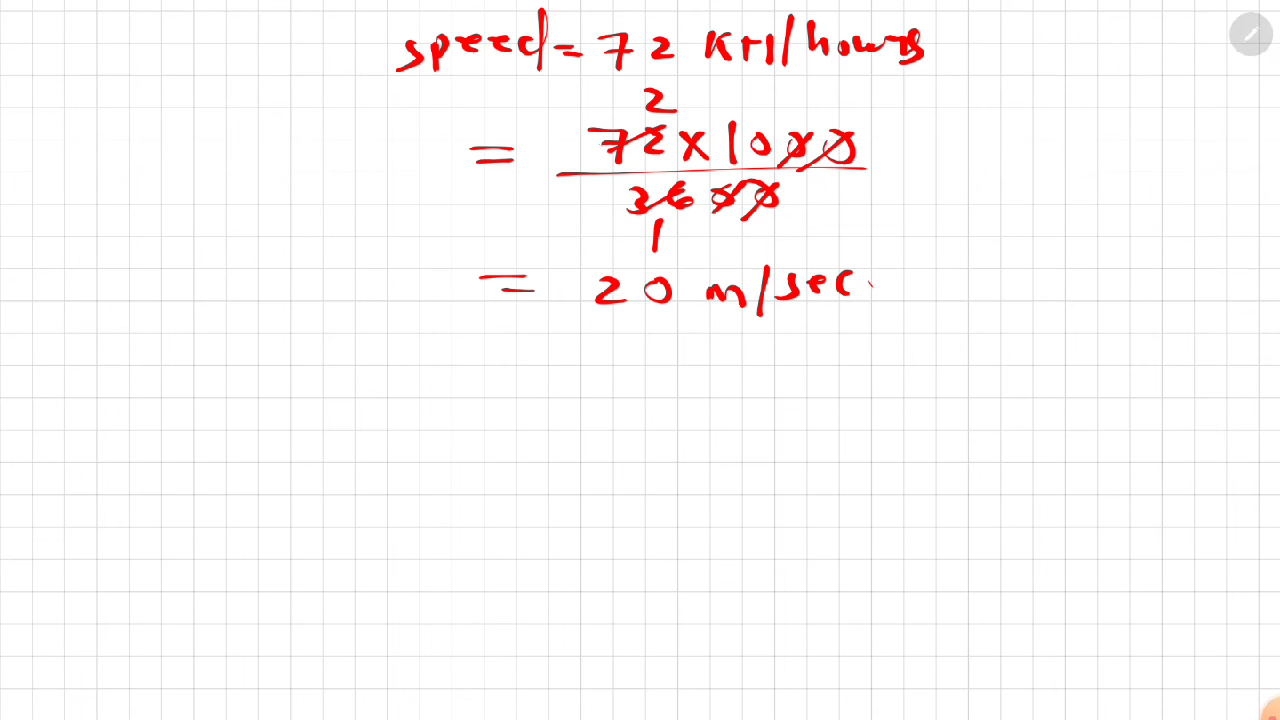 speed = 72 KM/hours
2
= 72 x 1000
3600
1
= 20 m/sec.